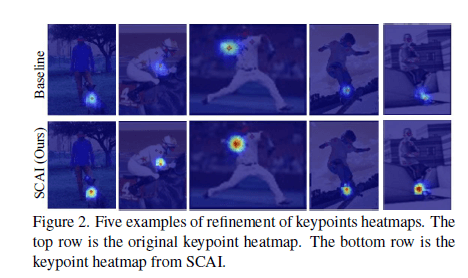 Baseline
SCAI (Ours)
Figure 2. Five examples of refinement of keypoints heatmaps. The
top row is the original keypoint heatmap. The bottom row is the
keypoint heatmap from SCAI.